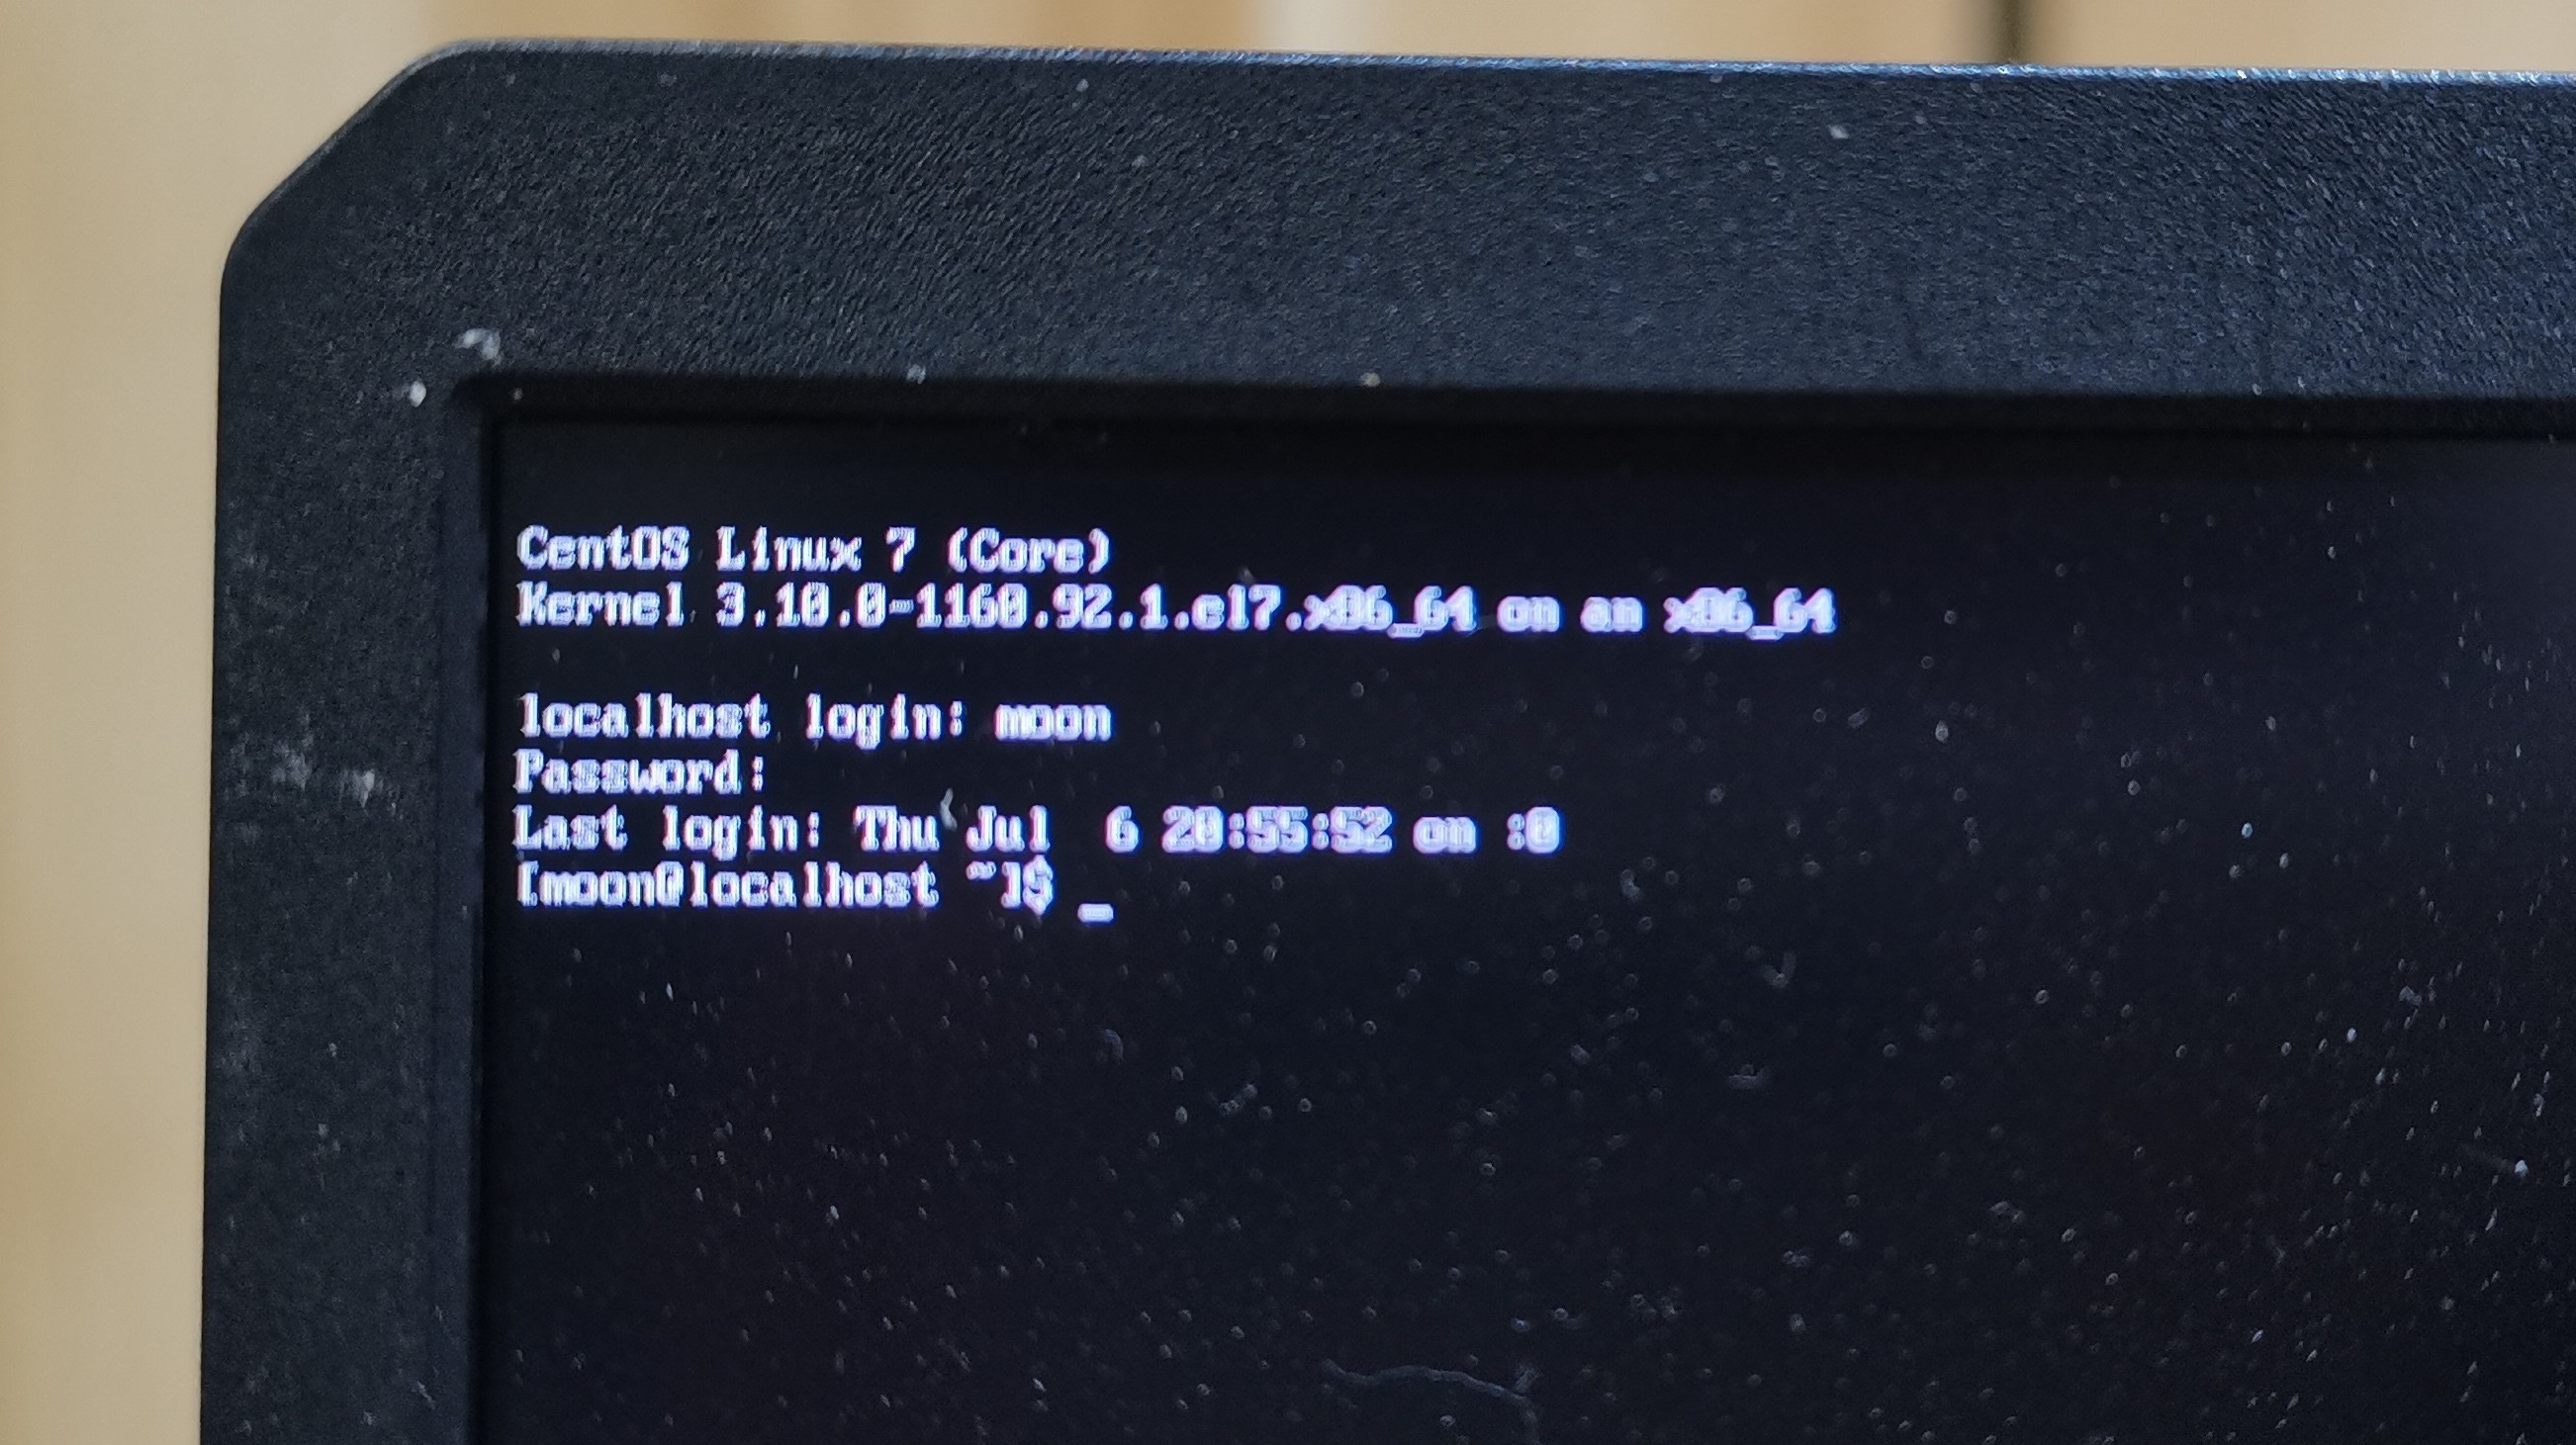 CentOS Linux 7 (Core)
Kernel 3.10.0-1160.92.1.el7.x86_64 on an x86_64
localhost login: moon
Password:
Last login: Thu Jul  6 20:55:52 on :0
[moon@localhost ~]$ _